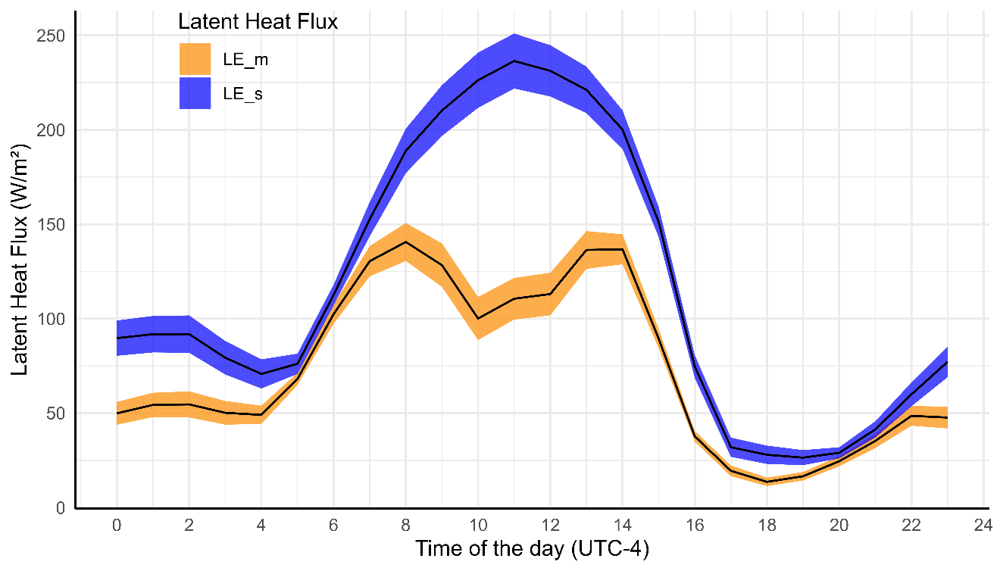 Latent Heat Flux
LE_m
LE_s
Latent Heat Flux (W/m²)
250
200
150
100
50
0
0 2 4 6 8 10 12 14 16 18 20 22 24
Time of the day (UTC-4)